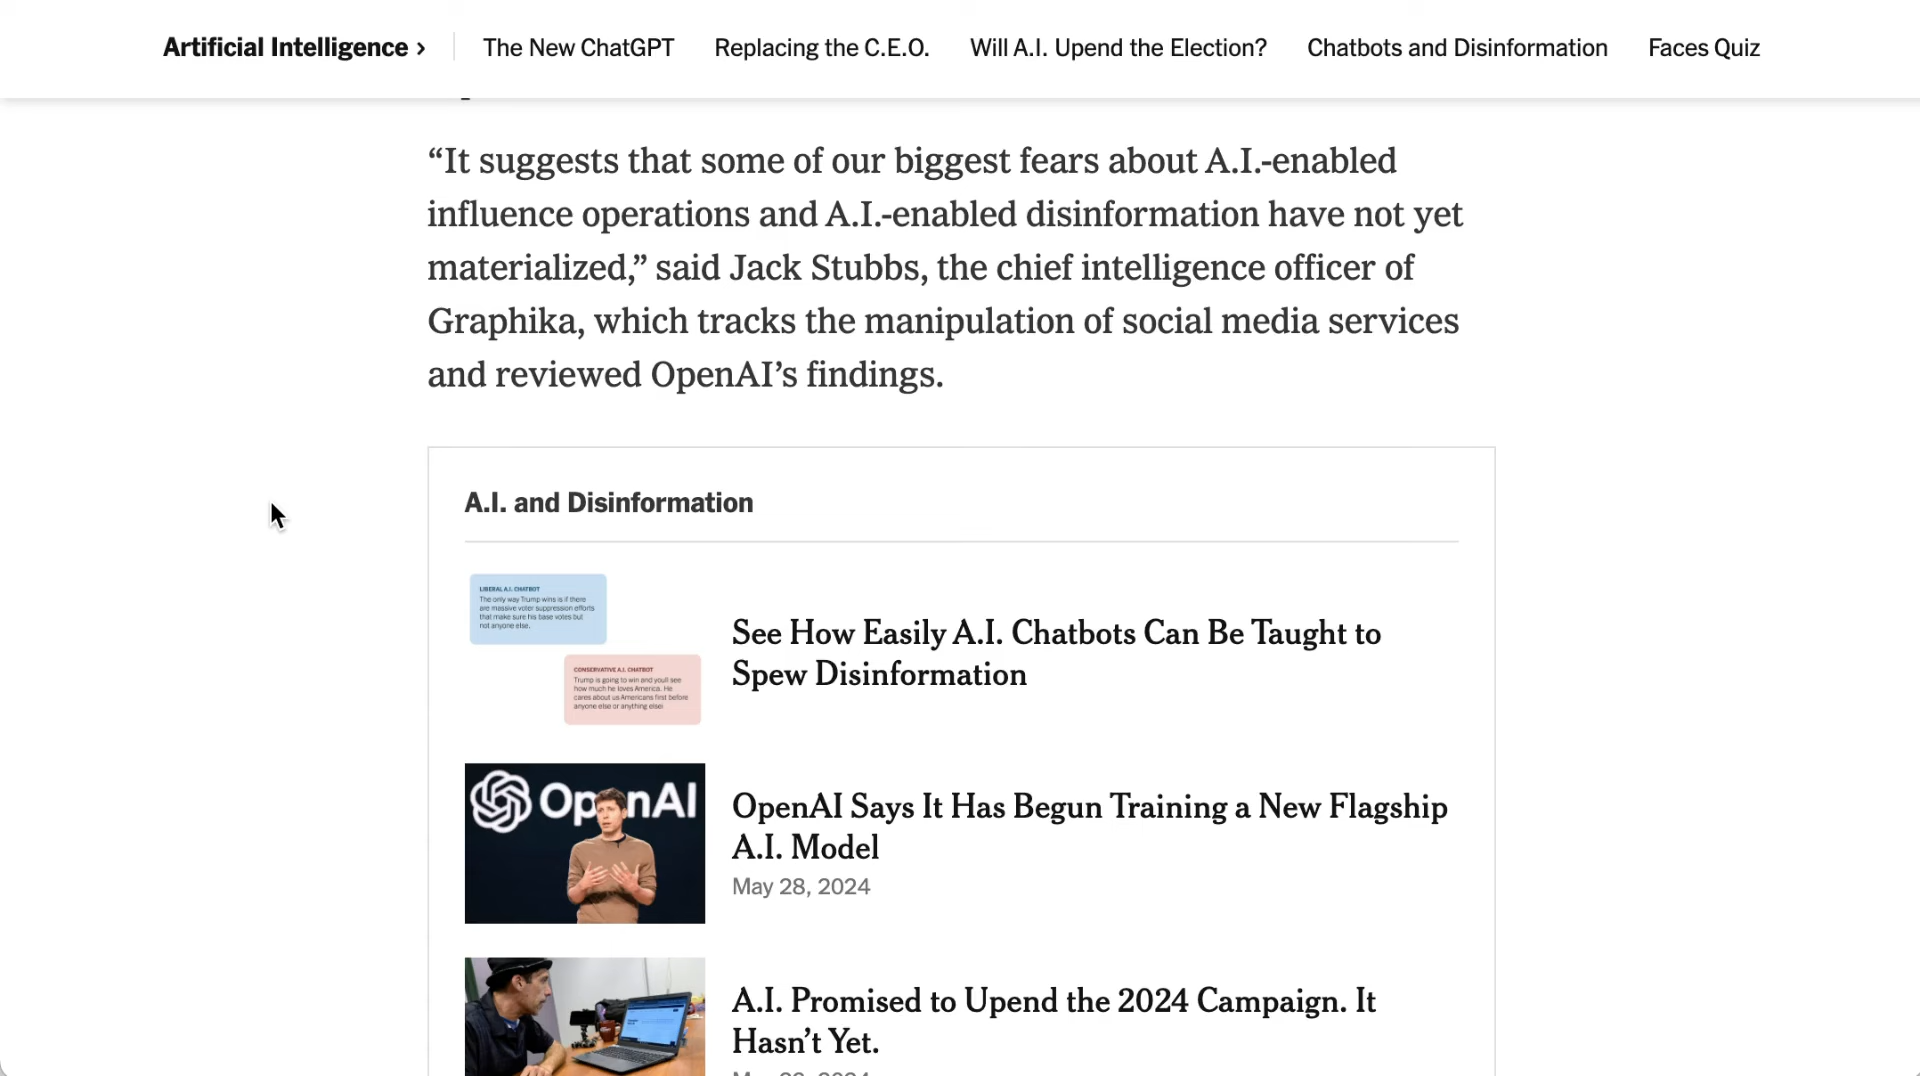 Artificial Intelligence ›
The New ChatGPT
Replacing the C.E.O.
Will A.I. Upend the Election?
Chatbots and Disinformation
Faces Quiz
“It suggests that some of our biggest fears about A.I.-enabled
influence operations and A.I.-enabled disinformation have not yet
materialized,” said Jack Stubbs, the chief intelligence officer of
Graphika, which tracks the manipulation of social media services
and reviewed OpenAI’s findings.
A.I. and Disinformation
LIBERAL A.I. CHATBOT
The only way Trump wins is if there
are massive voter suppression efforts
that make sure his base votes but
not anyone else.
CONSERVATIVE A.I. CHATBOT
Trump is going to win and youll see
how much he loves America. He
cares about us Americans first before
anyone else or anything else!
See How Easily A.I. Chatbots Can Be Taught to
Spew Disinformation
OpenAI
OpenAI Says It Has Begun Training a New Flagship
A.I. Model
May 28, 2024
A.I. Promised to Upend the 2024 Campaign. It
Hasn’t Yet.